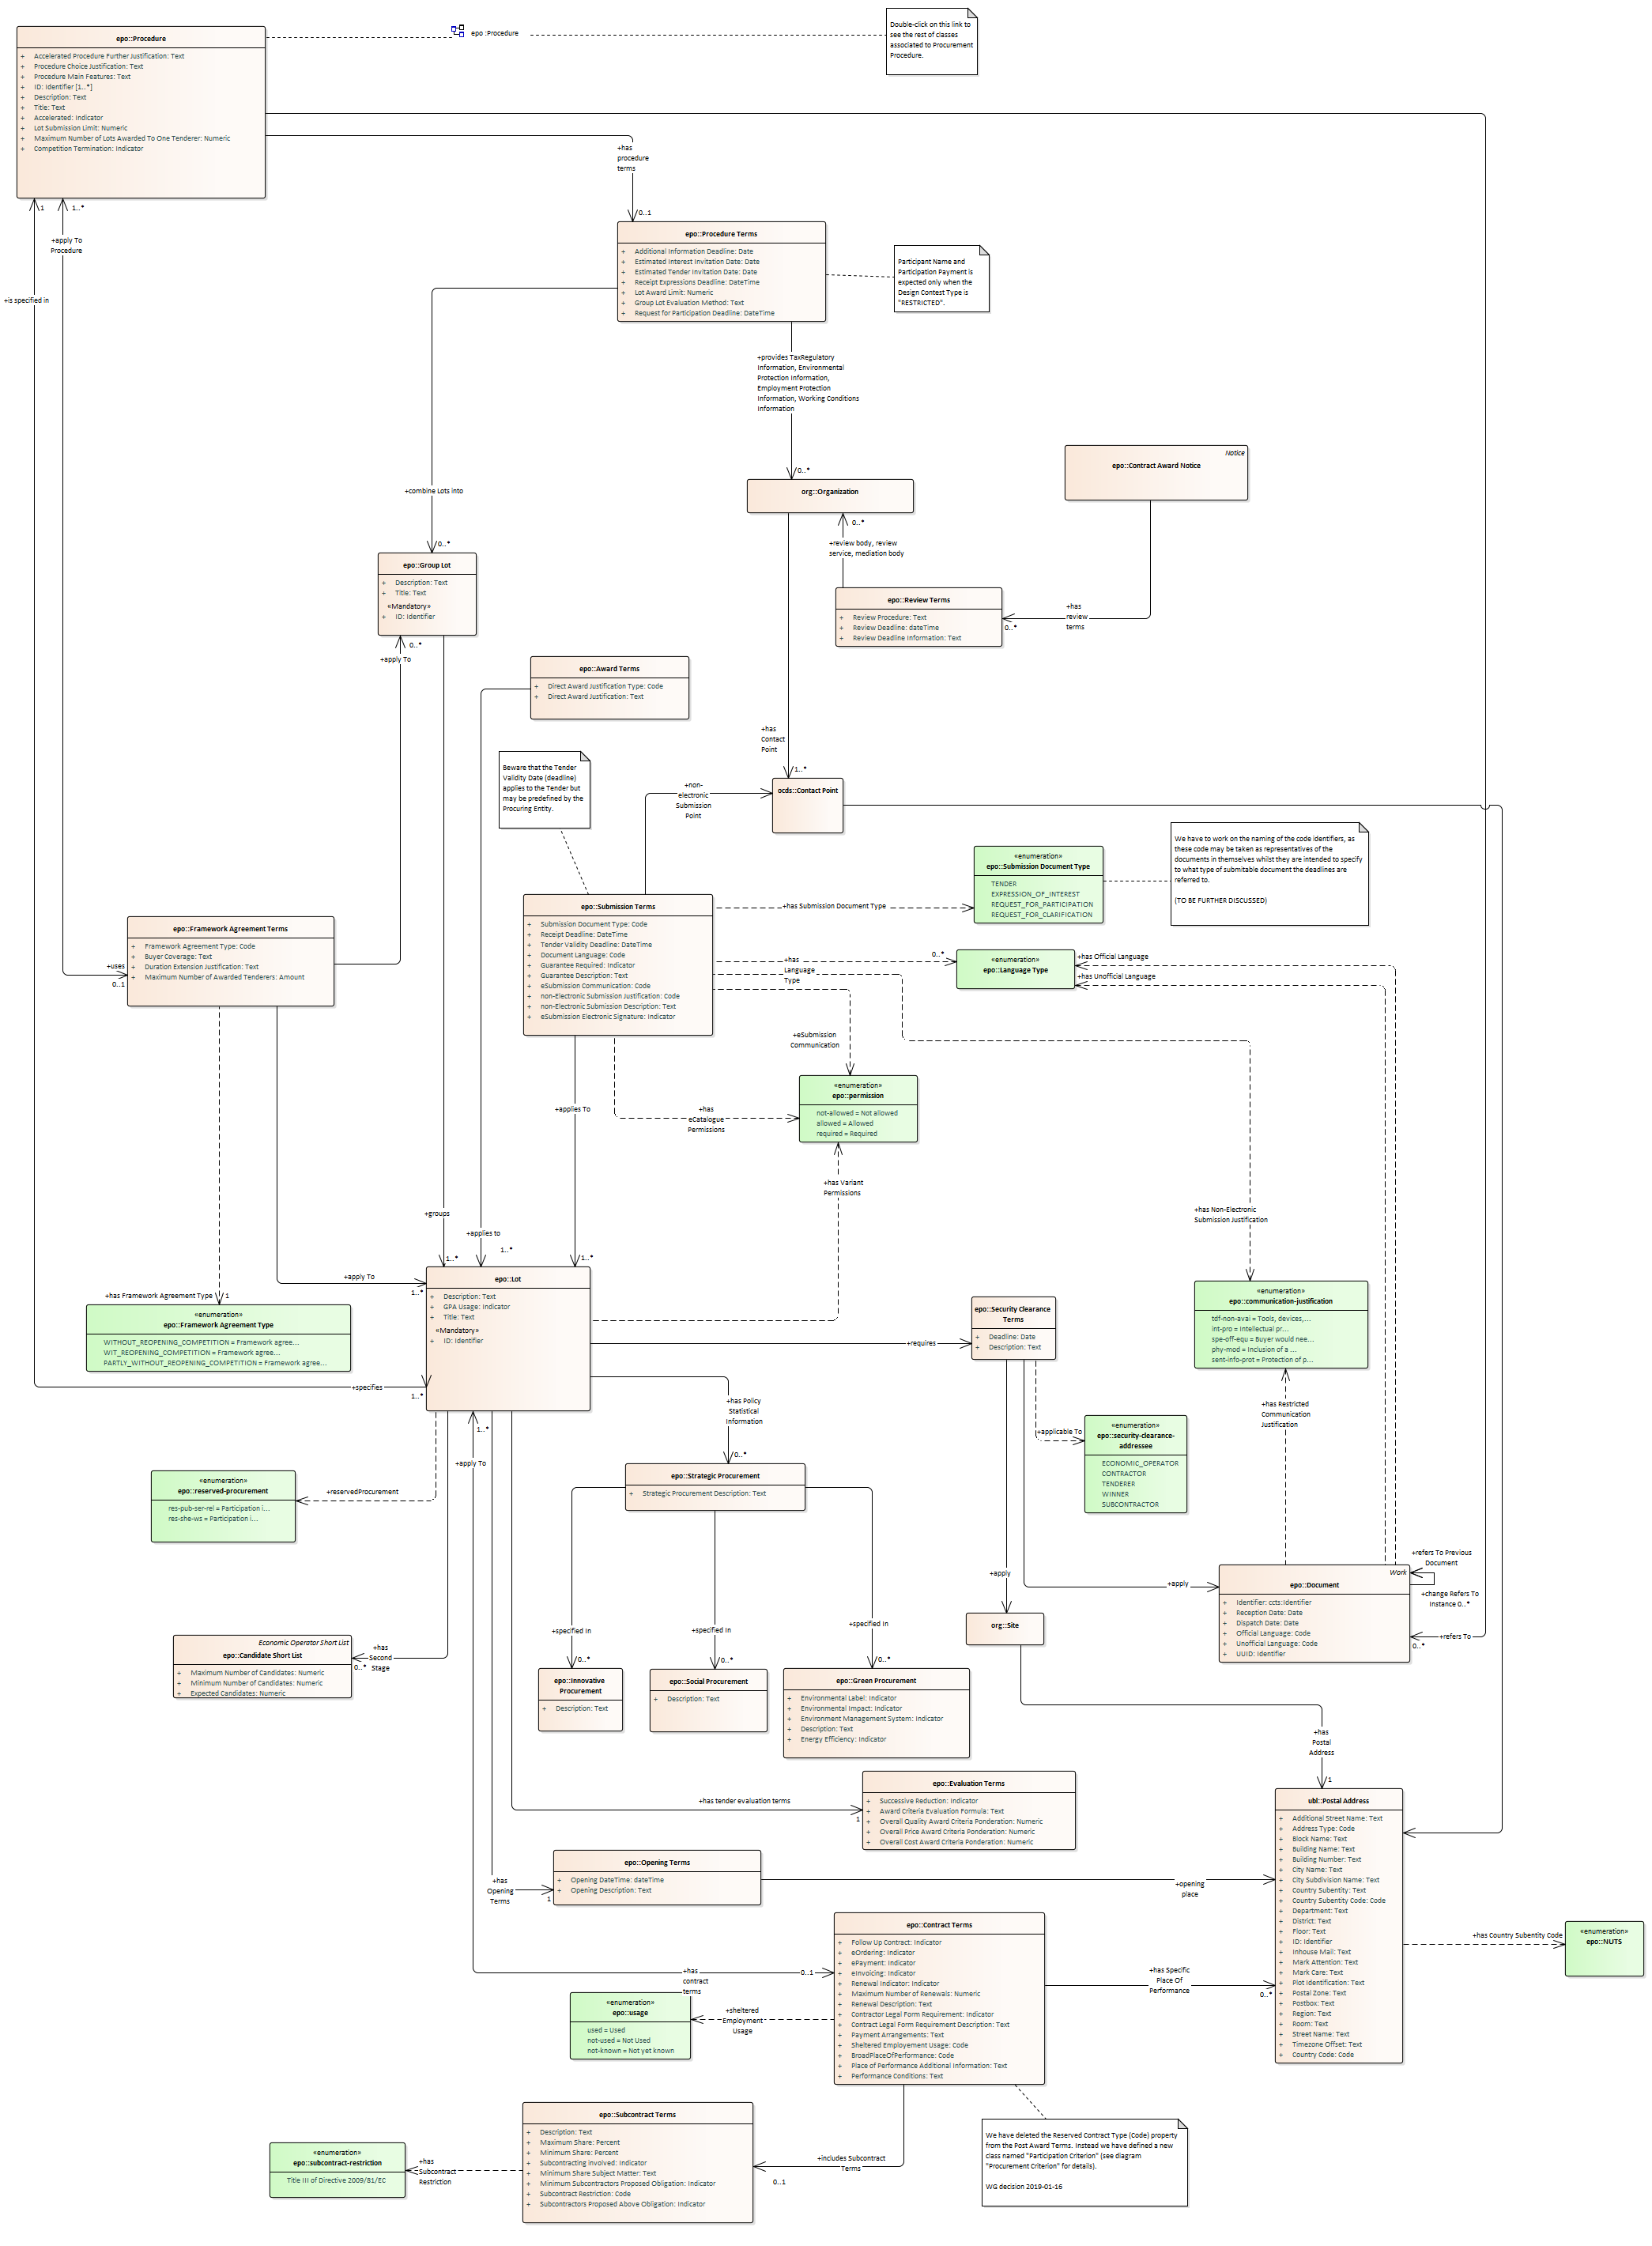 epo::Procedure
+ Accelerated Procedure Further Justification: Text
+ Procedure Choice Justification: Text
+ Procedure Main Features: Text
+ ID: Identifier [1..*]
+ Description: Text
+ Title: Text
+ Accelerated: Indicator
+ Lot Submission Limit: Numeric
+ Maximum Number of Lots Awarded To One Tenderer: Numeric
+ Competition Termination: Indicator
epo :Procedure
Double-click on this link to
see the rest of classes
associated to Procurement
Procedure.
+has
procedure
terms
0..1
1
1..*
+apply To
Procedure
+is specified in
epo::Procedure Terms
+ Additional Information Deadline: Date
+ Estimated Interest Invitation Date: Date
+ Estimated Tender Invitation Date: Date
+ Receipt Expressions Deadline: DateTime
+ Lot Award Limit: Numeric
+ Group Lot Evaluation Method: Text
+ Request for Participation Deadline: DateTime
Participant Name and
Participation Payment is
expected only when the
Design Contest Type is
"RESTRICTED".
+provides TaxRegulatory
Information, Environmental
Protection Information,
Employment Protection
Information, Working Conditions
Information
0..*
+combine Lots into
0..*
org::Organization
Notice
epo::Contract Award Notice
0..*
+review body, review
service, mediation body
epo::Review Terms
+ Review Procedure: Text
+ Review Deadline: dateTime
+ Review Deadline Information: Text
+has
review
terms
0..*
epo::Group Lot
+ Description: Text
+ Title: Text
«Mandatory»
+ ID: Identifier
0..*
+apply To
epo::Award Terms
+ Direct Award Justification Type: Code
+ Direct Award Justification: Text
+has
Contact
Point
1..*
Beware that the Tender
Validity Date (deadline)
applies to the Tender but
may be predefined by the
Procuring Entity.
+non-
electronic
Submission
Point
ocds::Contact Point
«enumeration»
epo::Submission Document Type
TENDER
EXPRESSION_OF_INTEREST
REQUEST_FOR_PARTICIPATION
REQUEST_FOR_CLARIFICATION
We have to work on the naming of the code identifiers, as
these code may be taken as representatives of the
documents in themselves whilst they are intended to specify
to what type of submitable document the deadlines are
referred to.
(TO BE FURTHER DISCUSSED)
epo::Submission Terms
+ Submission Document Type: Code
+ Receipt Deadline: DateTime
+ Tender Validity Deadline: DateTime
+ Document Language: Code
+ Guarantee Required: Indicator
+ Guarantee Description: Text
+ eSubmission Communication: Code
+ non-Electronic Submission Justification: Code
+ non-Electronic Submission Description: Text
+ eSubmission Electronic Signature: Indicator
+has Submission Document Type
epo::Framework Agreement Terms
+ Framework Agreement Type: Code
+ Buyer Coverage: Text
+ Duration Extension Justification: Text
+ Maximum Number of Awarded Tenderers: Amount
+uses
0..1
+has
Language
Type
0..*
«enumeration»
epo::Language Type
+has Official Language
+has Unofficial Language
+eSubmission
Communication
«enumeration»
epo::permission
not-allowed = Not allowed
allowed = Allowed
required = Required
+applies To
+has
eCatalogue
Permissions
+has Variant
Permissions
+has Non-Electronic
Submission Justification
+groups
1..*
+applies to
1..*
1..*
+apply To
1..*
+has Framework Agreement Type
1
«enumeration»
epo::Framework Agreement Type
WITHOUT_REOPENING_COMPETITION = Framework agree...
WIT_REOPENING_COMPETITION = Framework agree...
PARTLY_WITHOUT_REOPENING_COMPETITION = Framework agree...
epo::Lot
+ Description: Text
+ GPA Usage: Indicator
+ Title: Text
«Mandatory»
+ ID: Identifier
+specifies
1..*
+requires
epo::Security Clearance
Terms
+ Deadline: Date
+ Description: Text
«enumeration»
epo::communication-justification
tdf-non-avai = Tools, devices,...
int-pro = Intellectual pr...
spe-off-equ = Buyer would nee...
phy-mod = Inclusion of a ...
sent-info-prot = Protection of p...
+has Policy
Statistical
Information
0..*
+has Restricted
Communication
Justification
+applicable To
«enumeration»
epo::security-clearance-
addressee
ECONOMIC_OPERATOR
CONTRACTOR
TENDERER
WINNER
SUBCONTRACTOR
1..*
+apply To
«enumeration»
epo::reserved-procurement
res-pub-ser-rel = Participation i...
res-she-ws = Participation i...
+reservedProcurement
epo::Strategic Procurement
+ Strategic Procurement Description: Text
+apply
+apply
Work
epo::Document
+ Identifier: ccts:Identifier
+ Reception Date: Date
+ Dispatch Date: Date
+ Official Language: Code
+ Unofficial Language: Code
+ UUID: Identifier
+refers To Previous
Document
+change Refers To
Instance 0..*
+refers To
0..*
org::Site
Economic Operator Short List
epo::Candidate Short List
+ Maximum Number of Candidates: Numeric
+ Minimum Number of Candidates: Numeric
+ Expected Candidates: Numeric
+has
Second
Stage
0..*
+specified In
0..*
+specified In
0..*
+specified In
0..*
epo::Innovative
Procurement
+ Description: Text
epo::Social Procurement
+ Description: Text
epo::Green Procurement
+ Environmental Label: Indicator
+ Environmental Impact: Indicator
+ Environment Management System: Indicator
+ Description: Text
+ Energy Efficiency: Indicator
+has
Postal
Address
1
+has tender evaluation terms
1
epo::Evaluation Terms
+ Successive Reduction: Indicator
+ Award Criteria Evaluation Formula: Text
+ Overall Quality Award Criteria Ponderation: Numeric
+ Overall Price Award Criteria Ponderation: Numeric
+ Overall Cost Award Criteria Ponderation: Numeric
ubl::Postal Address
+ Additional Street Name: Text
+ Address Type: Code
+ Block Name: Text
+ Building Name: Text
+ Building Number: Text
+ City Name: Text
+ City Subdivision Name: Text
+ Country Subentity: Text
+ Country Subentity Code: Code
+ Department: Text
+ District: Text
+ Floor: Text
+ ID: Identifier
+ Inhouse Mail: Text
+ Mark Attention: Text
+ Mark Care: Text
+ Plot Identification: Text
+ Postal Zone: Text
+ Postbox: Text
+ Region: Text
+ Room: Text
+ Street Name: Text
+ Timezone Offset: Text
+ Country Code: Code
+has
Opening
Terms
1
epo::Opening Terms
+ Opening DateTime: dateTime
+ Opening Description: Text
+opening
place
+has Country Subentity Code
«enumeration»
epo::NUTS
epo::Contract Terms
+ Follow Up Contract: Indicator
+ eOrdering: Indicator
+ ePayment: Indicator
+ eInvoicing: Indicator
+ Renewal Indicator: Indicator
+ Maximum Number of Renewals: Numeric
+ Renewal Description: Text
+ Contractor Legal Form Requirement: Indicator
+ Contract Legal Form Requirement Description: Text
+ Payment Arrangements: Text
+ Sheltered Employement Usage: Code
+ BroadPlaceOfPerformance: Code
+ Place of Performance Additional Information: Text
+ Performance Conditions: Text
+has
contract
terms
0..1
+has Specific
Place Of
Performance
0..*
«enumeration»
epo::usage
used = Used
not-used = Not Used
not-known = Not yet known
+sheltered
Employment
Usage
epo::Subcontract Terms
+ Description: Text
+ Maximum Share: Percent
+ Minimum Share: Percent
+ Subcontracting involved: Indicator
+ Minimum Share Subject Matter: Text
+ Minimum Subcontractors Proposed Obligation: Indicator
+ Subcontract Restriction: Code
+ Subcontractors Proposed Above Obligation: Indicator
+includes Subcontract
Terms
0..1
We have deleted the Reserved Contract Type (Code) property
from the Post Award Terms. Instead we have defined a new
class named "Participation Criterion" (see diagram
"Procurement Criterion" for details).
WG decision 2019-01-16
«enumeration»
epo::subcontract-restriction
Title III of Directive 2009/81/EC
+has
Subcontract
Restriction